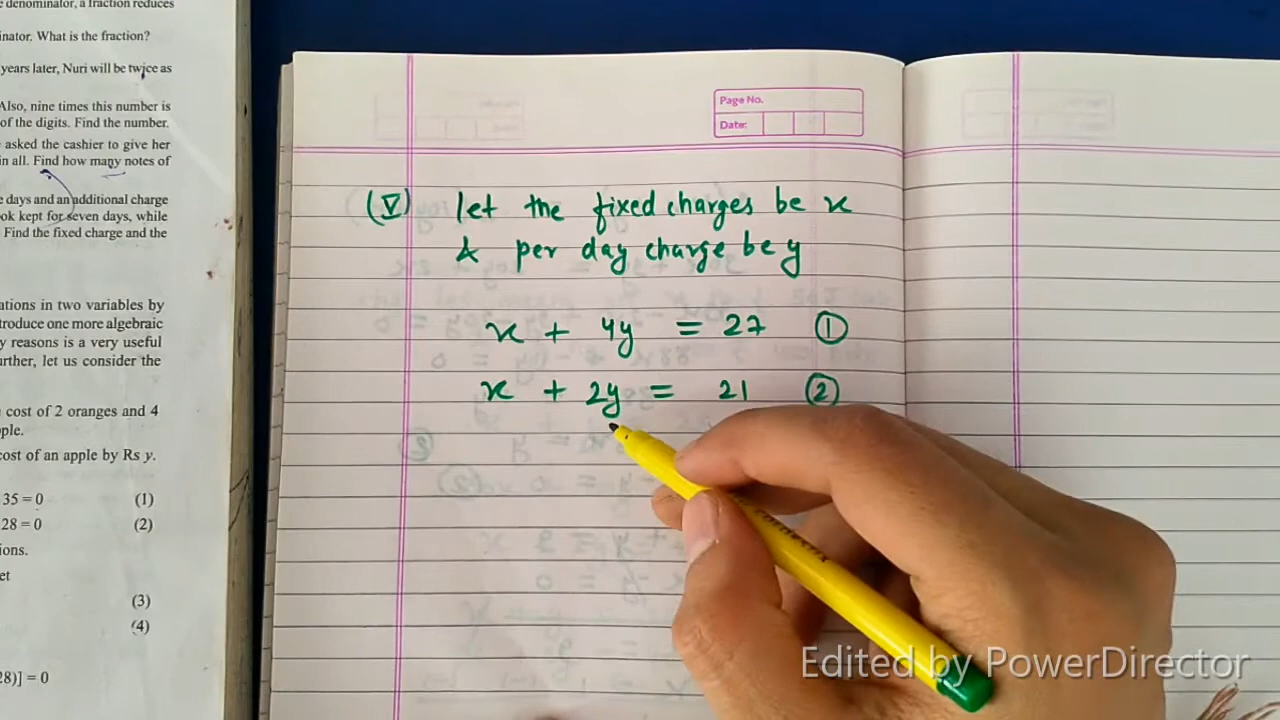 denominator, a fraction reduces
inator. What is the fraction?
years later, Nuri will be twice as
Also, nine times this number is
of the digits. Find the number.
asked the cashier to give her
in all. Find how many notes of
e days and an additional charge
ok kept for seven days, while
Find the fixed charge and the
ations in two variables by
troduce one more algebraic
y reasons is a very useful
urther, let us consider the
cost of 2 oranges and 4
ple.
cost of an apple by Rs y.
35 = 0 (1)
28 = 0 (2)
ions.
et
(3)
(4)
28)] = 0
Page No.
Date:
(V) let the fixed charges be x
& per day charge be y
x + 4y = 27 ①
x + 2y = 21 ②
Edited by PowerDirector